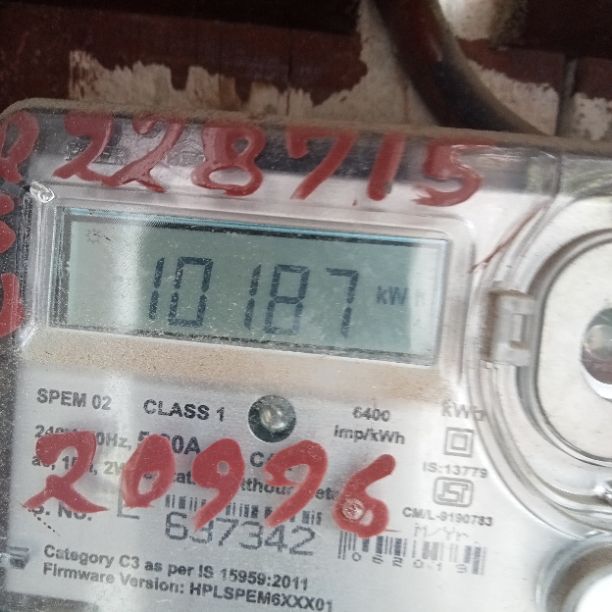 228715
10187 kWh
SPEM 02 CLASS 1 6400 imp/kWh
20996
IS:13779
CM/L-9190783
S. No. 637342
Category C3 as per IS 15959:2011
Firmware Version: HPLSPEM6XXX01